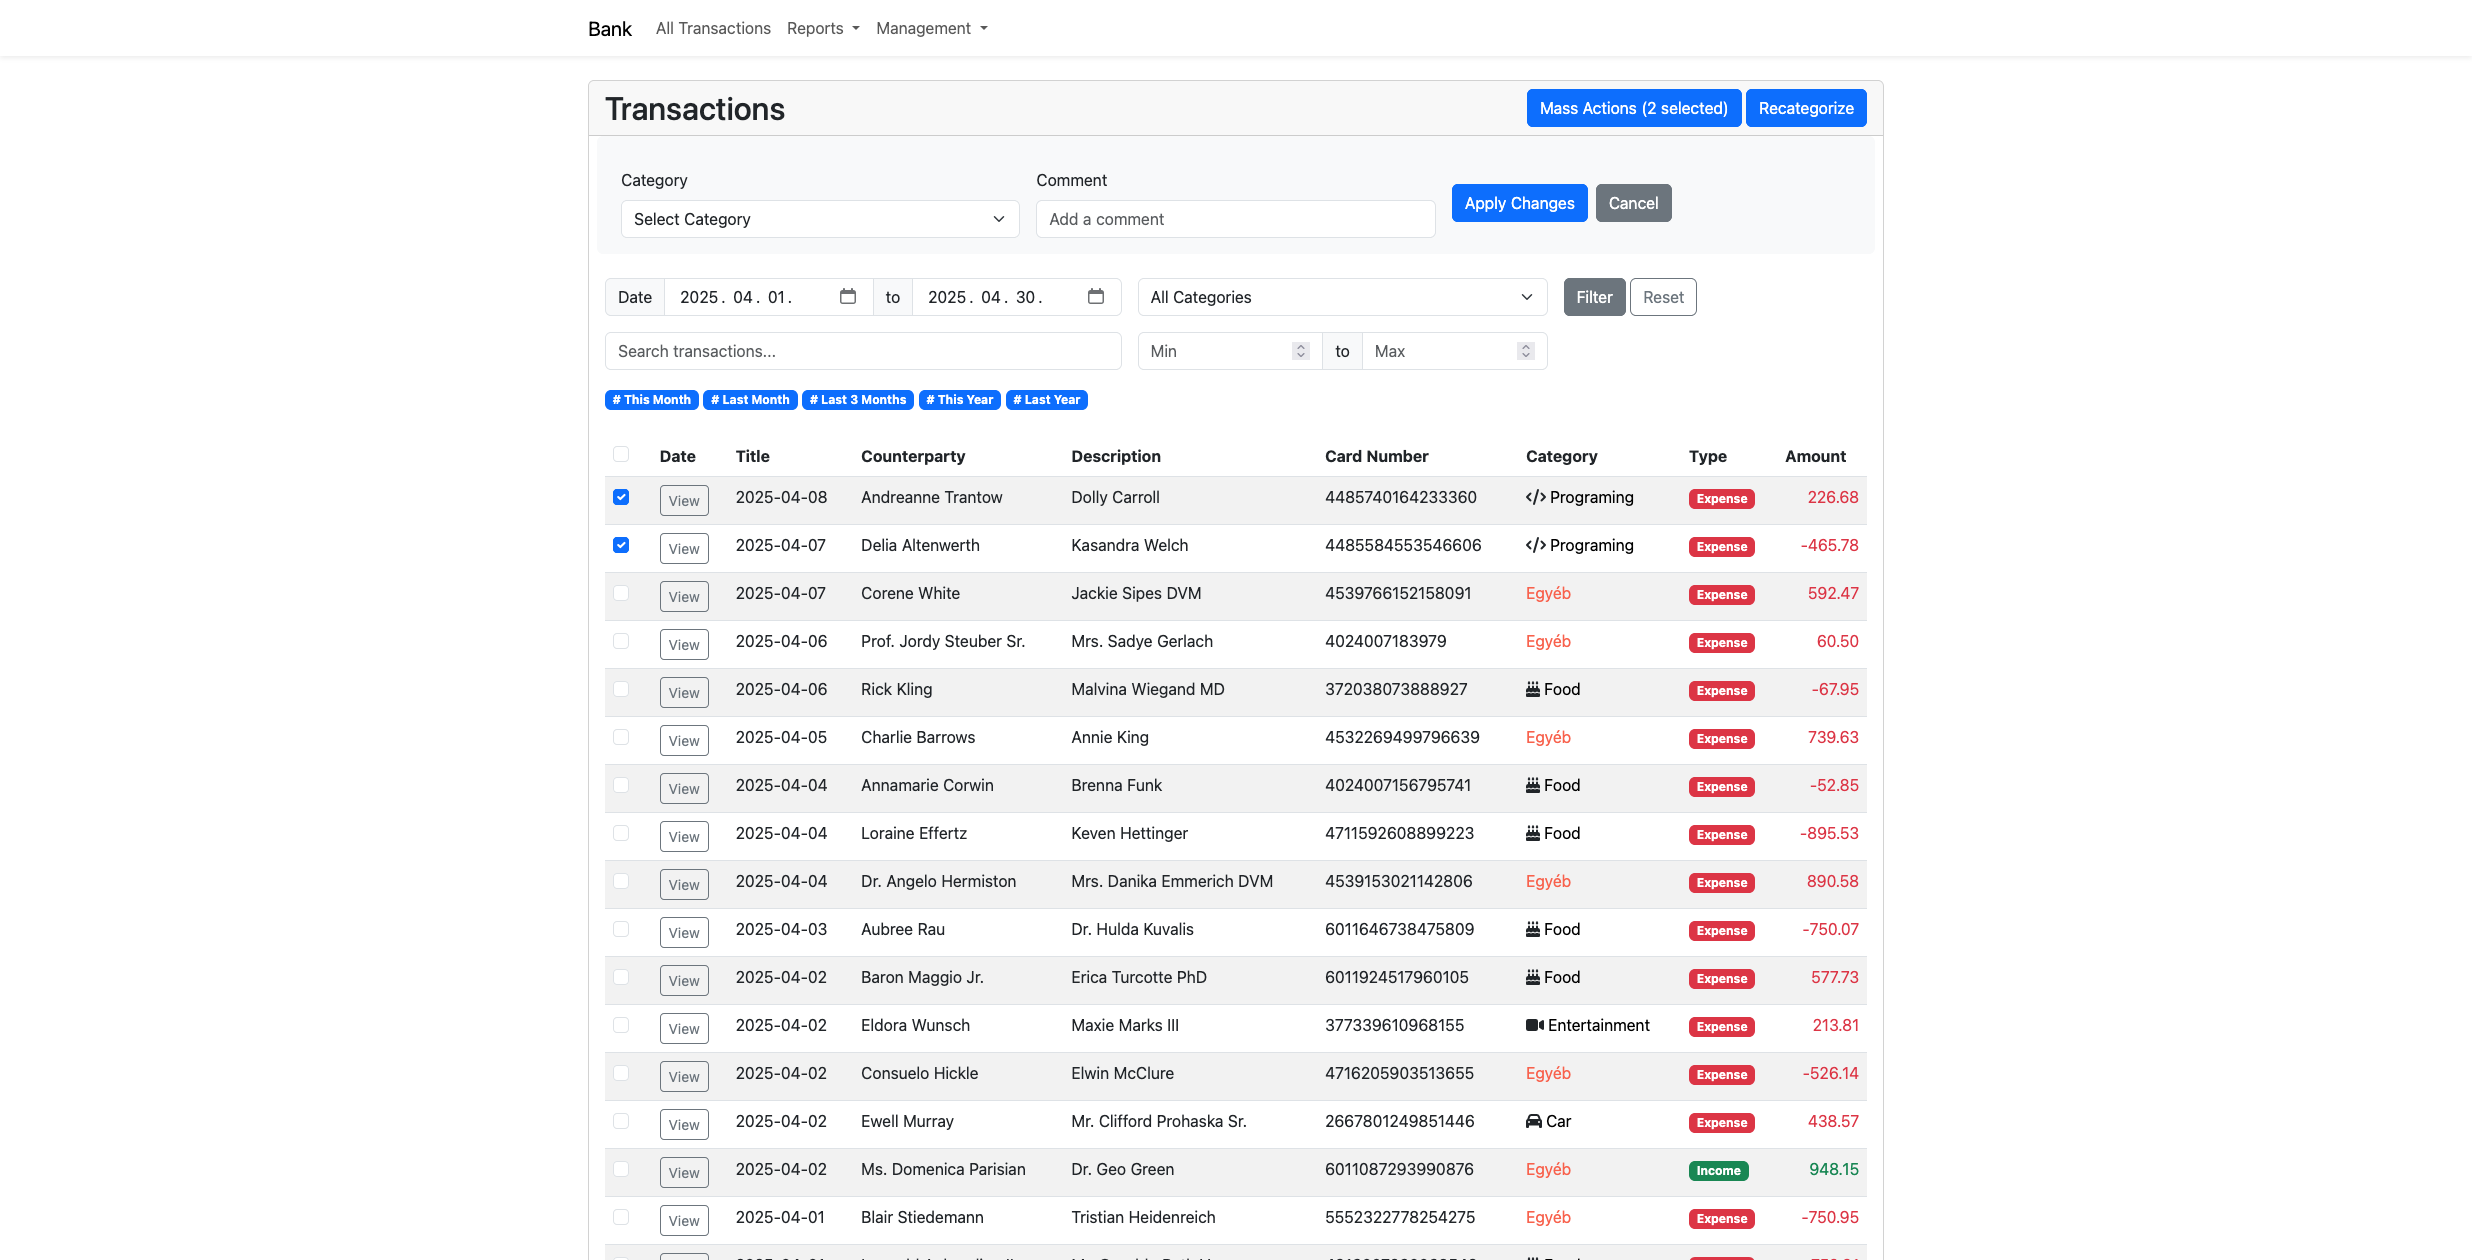 Bank All Transactions Reports Management
Transactions Mass Actions (2 selected) Recategorize
Category Comment
Select Category Add a comment Apply Changes Cancel
Date 2025. 04. 01. to 2025. 04. 30. All Categories Filter Reset
Search transactions... Min to Max
# This Month # Last Month # Last 3 Months # This Year # Last Year
Date Title Counterparty Description Card Number Category Type Amount
View 2025-04-08 Andreanne Trantow Dolly Carroll 4485740164233360 Programing Expense 226.68
View 2025-04-07 Delia Altenwerth Kasandra Welch 4485584553546606 Programing Expense -465.78
View 2025-04-07 Corene White Jackie Sipes DVM 4539766152158091 Egyéb Expense 592.47
View 2025-04-06 Prof. Jordy Steuber Sr. Mrs. Sadye Gerlach 4024007183979 Egyéb Expense 60.50
View 2025-04-06 Rick Kling Malvina Wiegand MD 372038073888927 Food Expense -67.95
View 2025-04-05 Charlie Barrows Annie King 4532269499796639 Egyéb Expense 739.63
View 2025-04-04 Annamarie Corwin Brenna Funk 4024007156795741 Food Expense -52.85
View 2025-04-04 Loraine Effertz Keven Hettinger 4711592608899223 Food Expense -895.53
View 2025-04-04 Dr. Angelo Hermiston Mrs. Danika Emmerich DVM 4539153021142806 Egyéb Expense 890.58
View 2025-04-03 Aubree Rau Dr. Hulda Kuvalis 6011646738475809 Food Expense -750.07
View 2025-04-02 Baron Maggio Jr. Erica Turcotte PhD 6011924517960105 Food Expense 577.73
View 2025-04-02 Eldora Wunsch Maxie Marks III 377339610968155 Entertainment Expense 213.81
View 2025-04-02 Consuelo Hickle Elwin McClure 4716205903513655 Egyéb Expense -526.14
View 2025-04-02 Ewell Murray Mr. Clifford Prohaska Sr. 2667801249851446 Car Expense 438.57
View 2025-04-02 Ms. Domenica Parisian Dr. Geo Green 6011087293990876 Egyéb Income 948.15
View 2025-04-01 Blair Stiedemann Tristian Heidenreich 5552322778254275 Egyéb Expense -750.95